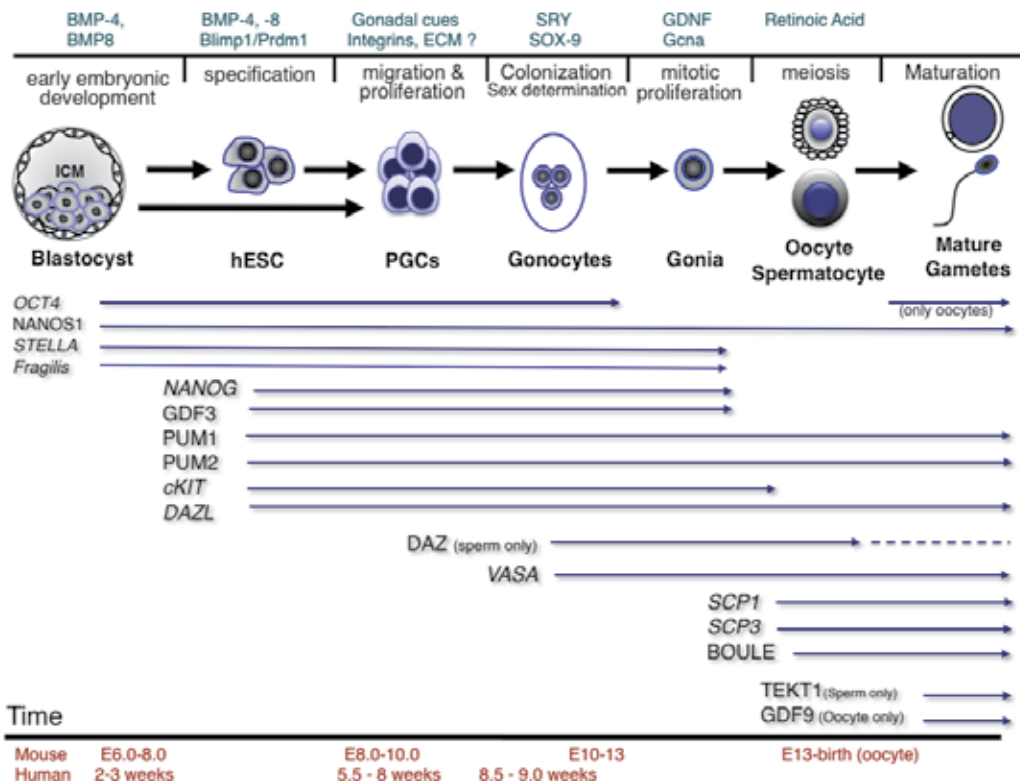 BMP-4,
BMP8
BMP-4, -8
Blimp1/Prdm1
Gonadal cues
Integrins, ECM ?
SRY
SOX-9
GDNF
Gcna
Retinoic Acid
early embryonic
development
specification
migration &
proliferation
Colonization
Sex determination
mitotic
proliferation
meiosis
Maturation
ICM
Blastocyst
hESC
PGCs
Gonocytes
Gonia
Oocyte
Spermatocyte
Mature
Gametes
OCT4
(only oocytes)
NANOS1
STELLA
Fragilis
NANOG
GDF3
PUM1
PUM2
cKIT
DAZL
DAZ (sperm only)
VASA
SCP1
SCP3
BOULE
TEKT1 (Sperm only)
GDF9 (Oocyte only)
Time
Mouse E6.0-8.0 E8.0-10.0 E10-13 E13-birth (oocyte)
Human 2-3 weeks 5.5 - 8 weeks 8.5 - 9.0 weeks